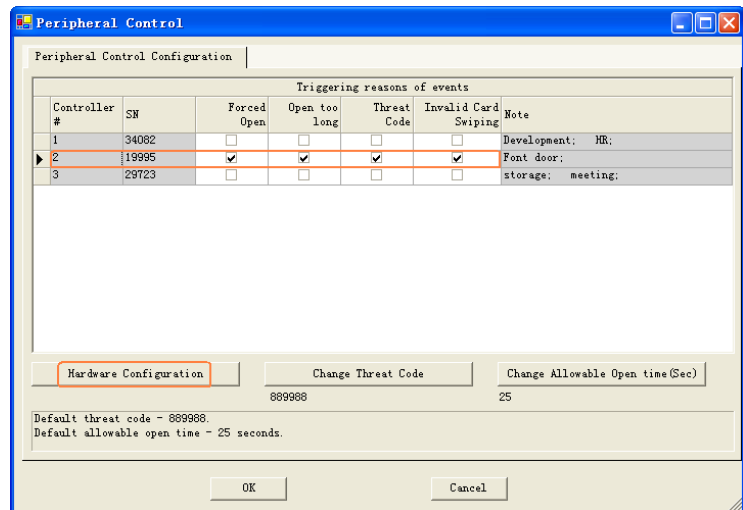 Peripheral Control
Peripheral Control Configuration
Triggering reasons of events
Controller # SN Forced Open Open too long Threat Code Invalid Card Swiping Note
1 34082 Development; HR;
2 19995 Font door;
3 29723 storage; meeting;
Hardware Configuration Change Threat Code Change Allowable Open time(Sec)
889988 25
Default threat code - 889988.
Default allowable open time - 25 seconds.
OK Cancel